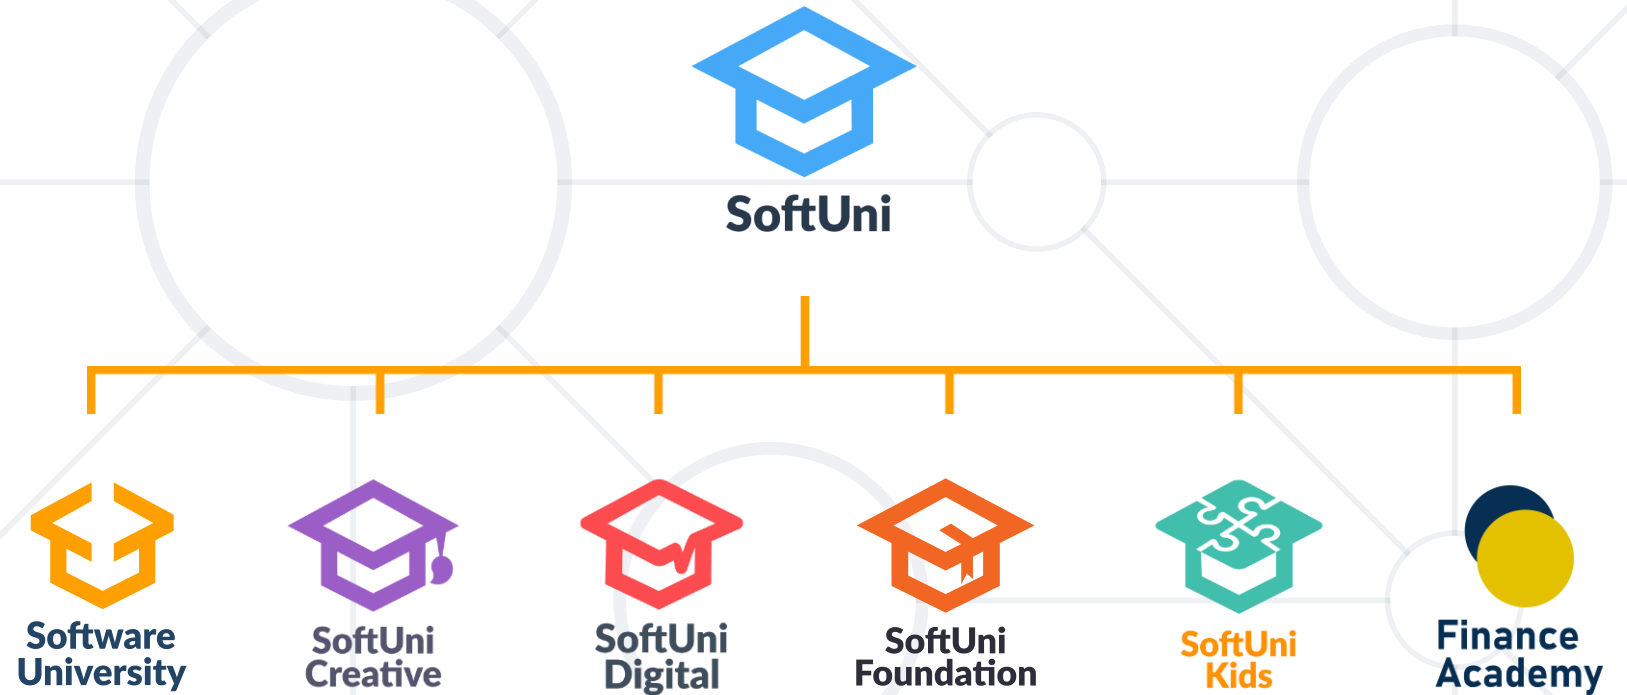 SoftUni
Software
University
SoftUni
Creative
SoftUni
Digital
SoftUni
Foundation
SoftUni
Kids
Finance
Academy